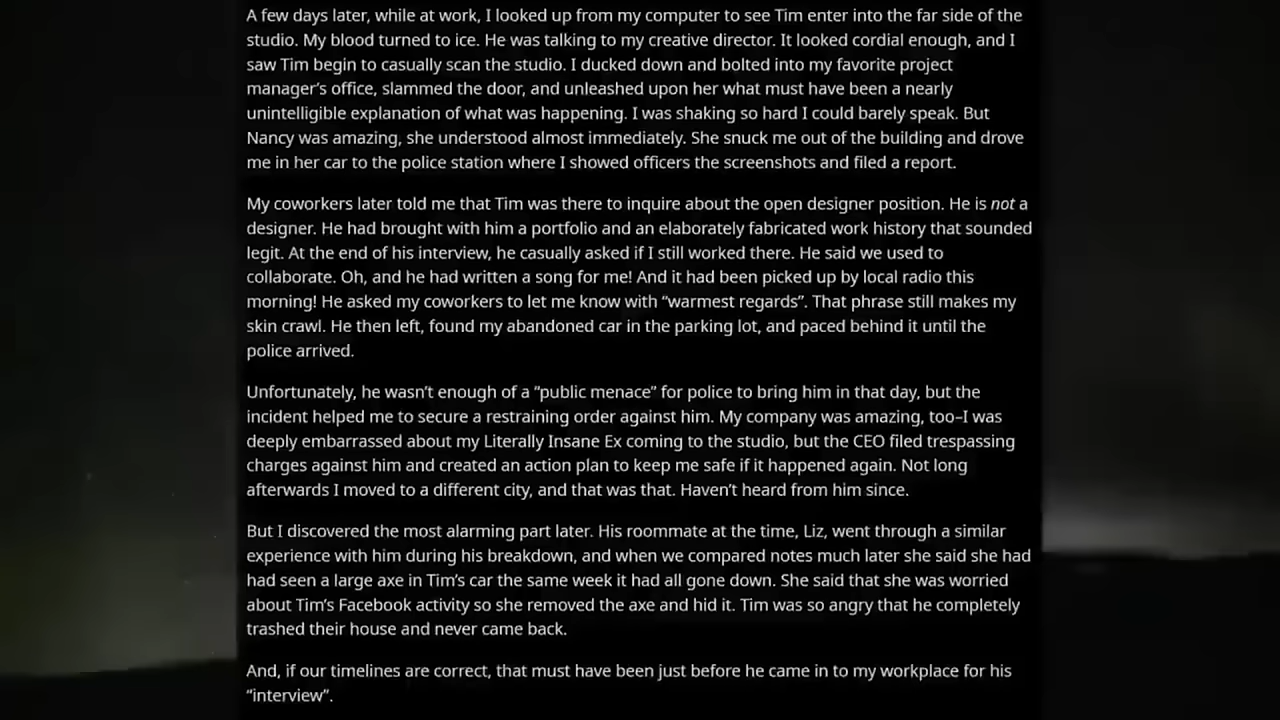 A few days later, while at work, I looked up from my computer to see Tim enter into the far side of the
studio. My blood turned to ice. He was talking to my creative director. It looked cordial enough, and I
saw Tim begin to casually scan the studio. I ducked down and bolted into my favorite project
manager's office, slammed the door, and unleashed upon her what must have been a nearly
unintelligible explanation of what was happening. I was shaking so hard I could barely speak. But
Nancy was amazing, she understood almost immediately. She snuck me out of the building and drove
me in her car to the police station where I showed officers the screenshots and filed a report.
My coworkers later told me that Tim was there to inquire about the open designer position. He is not a
designer. He had brought with him a portfolio and an elaborately fabricated work history that sounded
legit. At the end of his interview, he casually asked if I still worked there. He said we used to
collaborate. Oh, and he had written a song for me! And it had been picked up by local radio this
morning! He asked my coworkers to let me know with “warmest regards”. That phrase still makes my
skin crawl. He then left, found my abandoned car in the parking lot, and paced behind it until the
police arrived.
Unfortunately, he wasn't enough of a “public menace” for police to bring him in that day, but the
incident helped me to secure a restraining order against him. My company was amazing, too–I was
deeply embarrassed about my Literally Insane Ex coming to the studio, but the CEO filed trespassing
charges against him and created an action plan to keep me safe if it happened again. Not long
afterwards I moved to a different city, and that was that. Haven't heard from him since.
But I discovered the most alarming part later. His roommate at the time, Liz, went through a similar
experience with him during his breakdown, and when we compared notes much later she said she had
had seen a large axe in Tim's car the same week it had all gone down. She said that she was worried
about Tim's Facebook activity so she removed the axe and hid it. Tim was so angry that he completely
trashed their house and never came back.
And, if our timelines are correct, that must have been just before he came in to my workplace for his
“interview”.